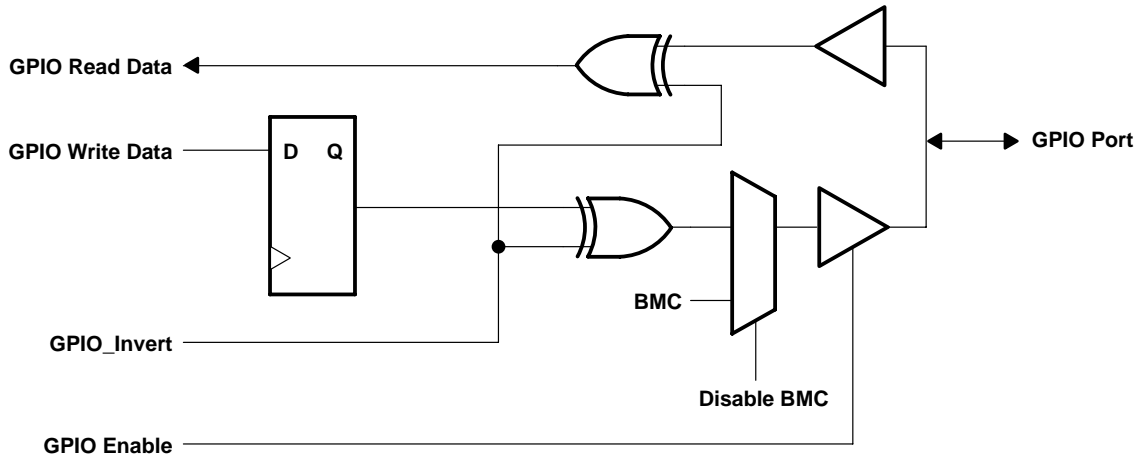 GPIO Read Data
GPIO Write Data
D Q
GPIO Port
BMC
GPIO_Invert
Disable BMC
GPIO Enable